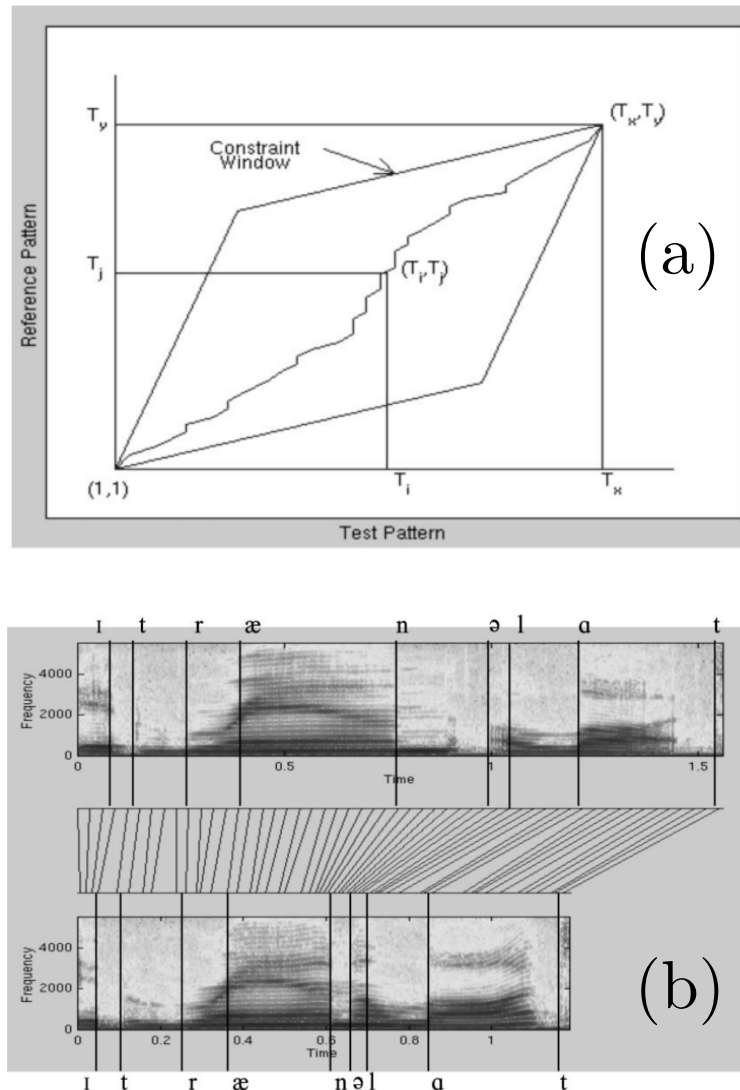 T_y
(T_x,T_y)
Constraint
Window
T_j
(T_i,T_j)
(a)
Reference Pattern
(1,1)
T_i
T_x
Test Pattern
ɪ t r æ n ə l ɑ t
Frequency
4000
2000
0
0 0.5 1 1.5
Time
Frequency
4000
2000
0
0 0.2 0.4 0.6 0.8 1
Time
(b)
ɪ t r æ n ə l ɑ t